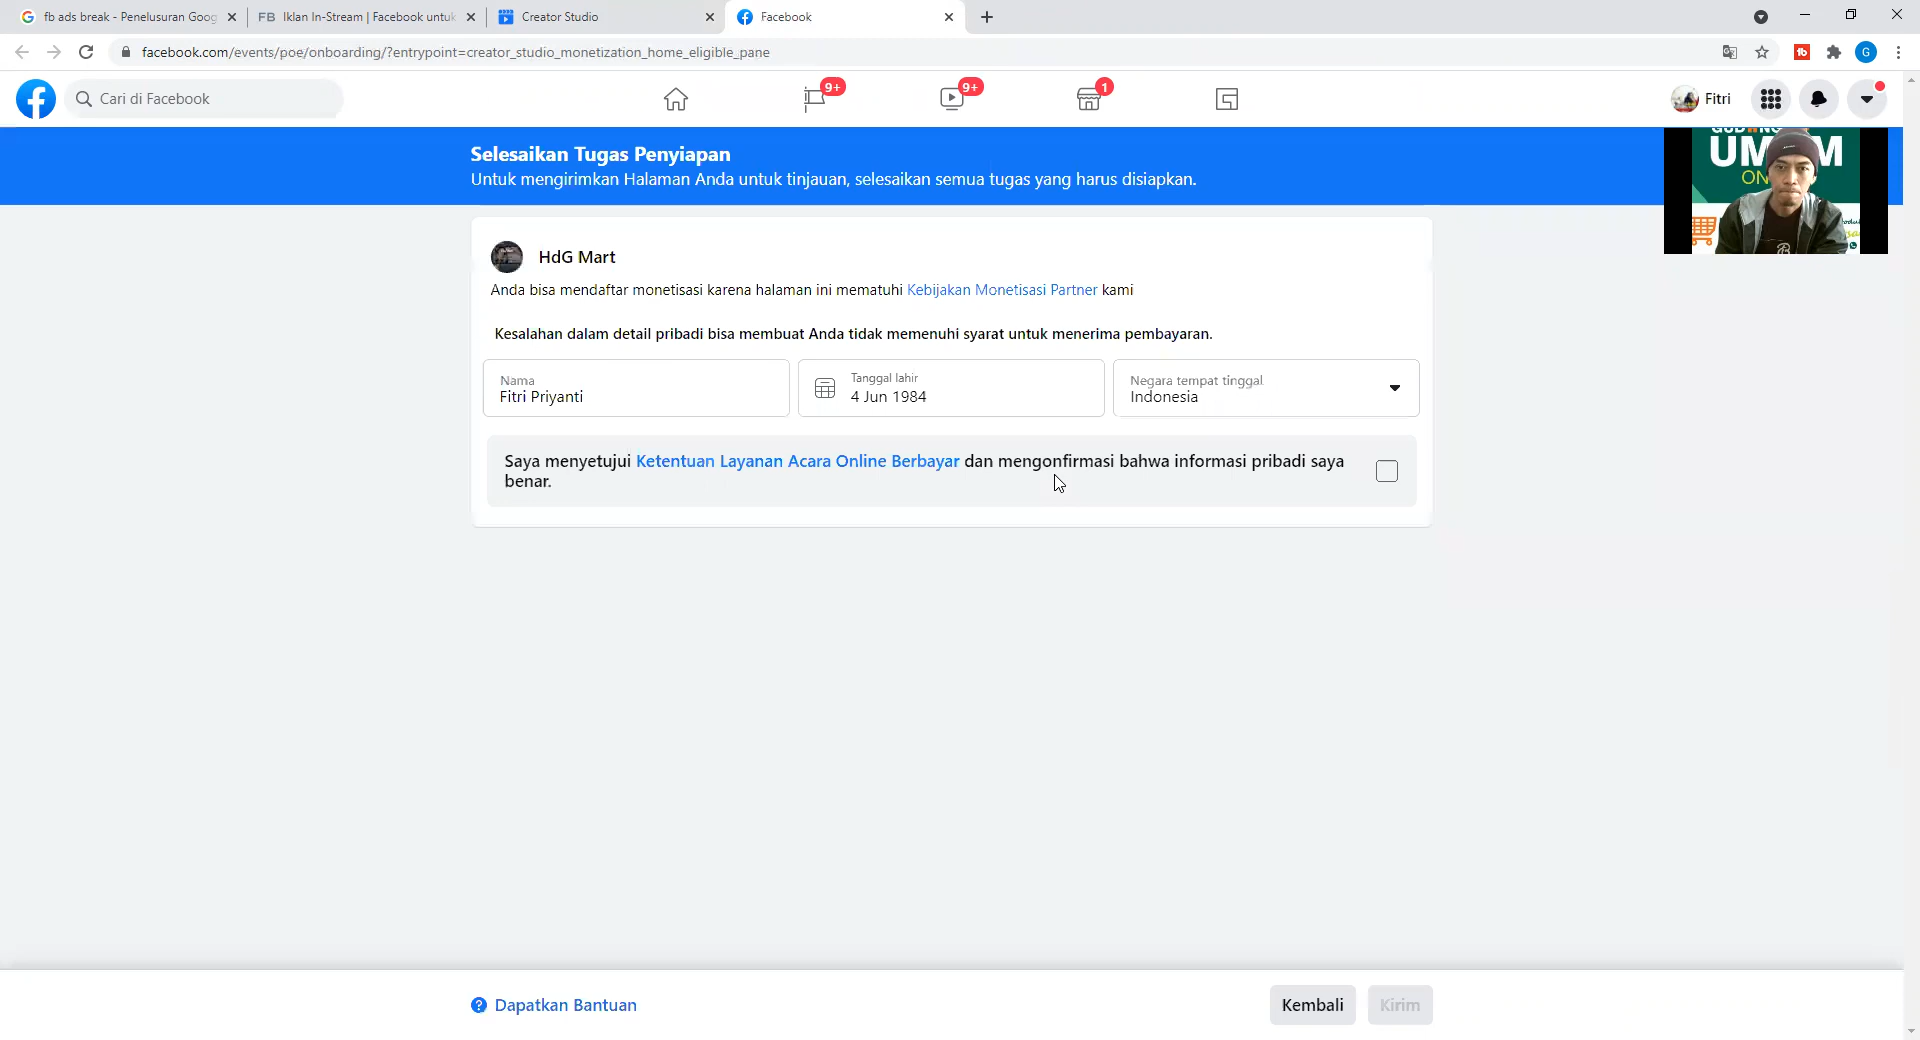 fb ads break - Penelusuran Goog
FB Iklan In-Stream | Facebook untuk
Creator Studio
Facebook
facebook.com/events/poe/onboarding/?entrypoint=creator_studio_monetization_home_eligible_pane
G
Cari di Facebook
9+
9+
1
Fitri
Selesaikan Tugas Penyiapan
Untuk mengirimkan Halaman Anda untuk tinjauan, selesaikan semua tugas yang harus disiapkan.
HdG Mart
Anda bisa mendaftar monetisasi karena halaman ini mematuhi Kebijakan Monetisasi Partner kami
Kesalahan dalam detail pribadi bisa membuat Anda tidak memenuhi syarat untuk menerima pembayaran.
Nama
Fitri Priyanti
Tanggal lahir
4 Jun 1984
Negara tempat tinggal
Indonesia
Saya menyetujui Ketentuan Layanan Acara Online Berbayar dan mengonfirmasi bahwa informasi pribadi saya
benar.
Dapatkan Bantuan
Kembali
Kirim